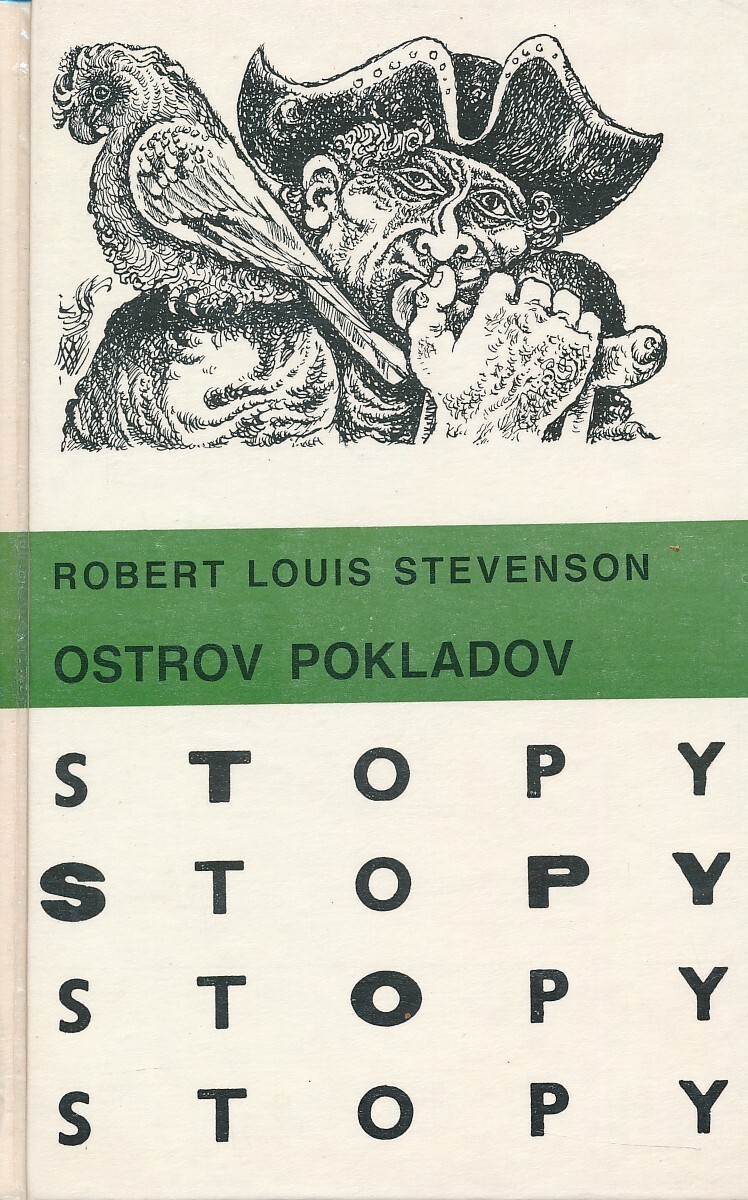 ROBERT LOUIS STEVENSON
OSTROV POKLADOV
S T O P Y
S T O P Y
S T O P Y
S T O P Y